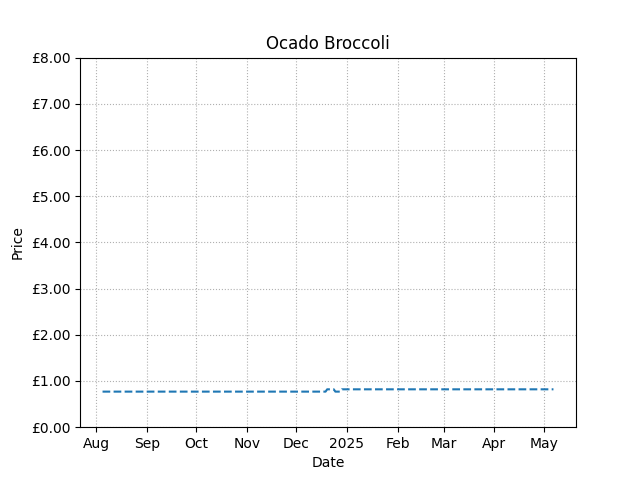 Ocado Broccoli
£8.00
£7.00
£6.00
£5.00
£4.00
£3.00
£2.00
£1.00
£0.00
Price
Aug Sep Oct Nov Dec 2025 Feb Mar Apr May
Date